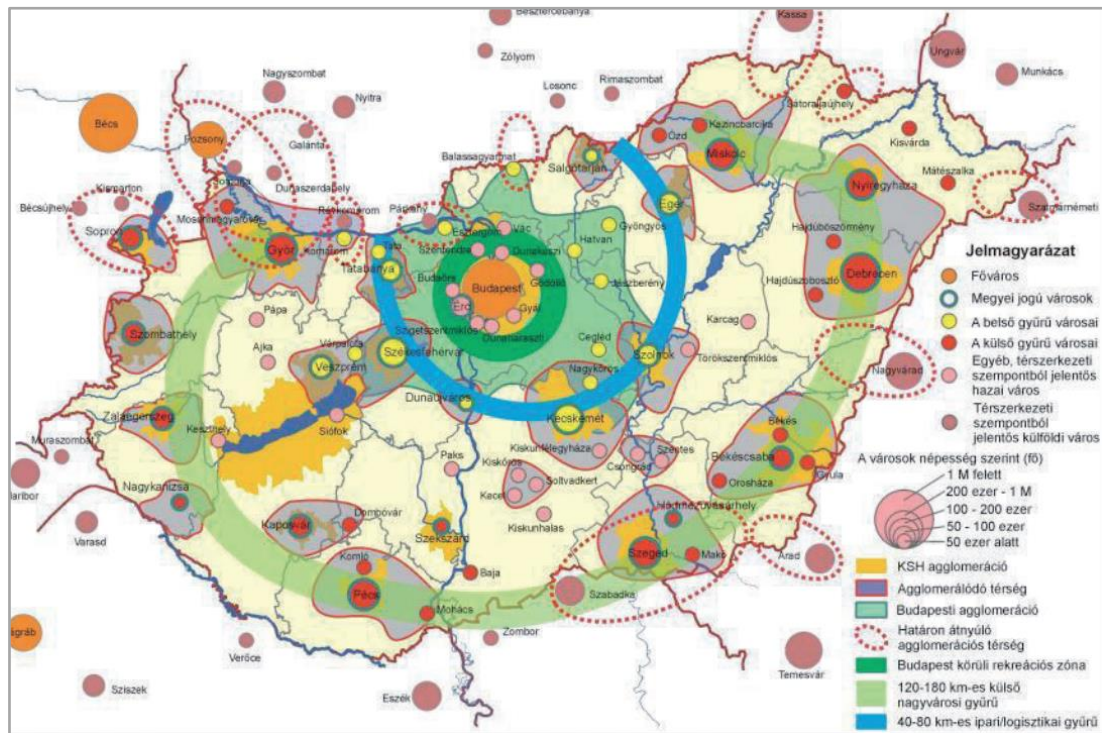 Besztercebánya
Kassa
Zólyom
Ungvár
Munkács
Nagyszombat
Nyitra
Losonc
Rimaszombat
Sátoraljaújhely
Bécs
Pozsony
Galánta
Balassagyarmat
Salgótarján
Ózd
Kazincbarcika
Miskolc
Kisvárda
Mátészalka
Szatmárnémeti
Nyíregyháza
Kismarton
Bécsújhely
Dunaszerdahely
Mosonmagyaróvár
Révkomárom
Párkány
Esztergom
Vác
Eger
Gyöngyös
Hatvan
Sopron
Győr
Komárom
Tata
Tatabánya
Szentendre
Dunakeszi
Gödöllő
Budaörs
Budapest
Érd
Gyál
Jászberény
Hajdúböszörmény
Debrecen
Hajdúszoboszló
Pápa
Szigetszentmiklós
Dunaharaszti
Karcag
Szombathely
Ajka
Várpalota
Székesfehérvár
Veszprém
Cegléd
Szolnok
Törökszentmiklós
Nagykőrös
Nagyvárad
Dunaújváros
Zalaegerszeg
Keszthely
Siófok
Kecskemét
Muraszombat
Maribor
Kiskunfélegyháza
Békés
Békéscsaba
Gyula
Paks
Kiskőrös
Csongrád
Szentes
Orosháza
Nagykanizsa
Soltvadkert
Kecel
Varasd
Kaposvár
Dombóvár
Szekszárd
Kiskunhalas
Hódmezővásárhely
Komló
Baja
Szeged
Makó
Arad
Pécs
Mohács
Szabadka
Zágráb
Verőce
Zombor
Temesvár
Sziszek
Eszék
Jelmagyarázat
Főváros
Megyei jogú városok
A belső gyűrű városai
A külső gyűrű városai
Egyéb, térszerkezeti
szempontból jelentős
hazai város
Térszerkezeti
szempontból jelentős
külföldi város
A városok népesség szerint (fő)
1 M felett
200 ezer - 1 M
100 - 200 ezer
50 - 100 ezer
50 ezer alatt
KSH agglomeráció
Agglomerálódó térség
Budapesti agglomeráció
Határon átnyúló
agglomerációs térség
Budapest körüli rekreációs zóna
120-180 km-es külső
nagyvárosi gyűrű
40-80 km-es ipari/logisztikai gyűrű